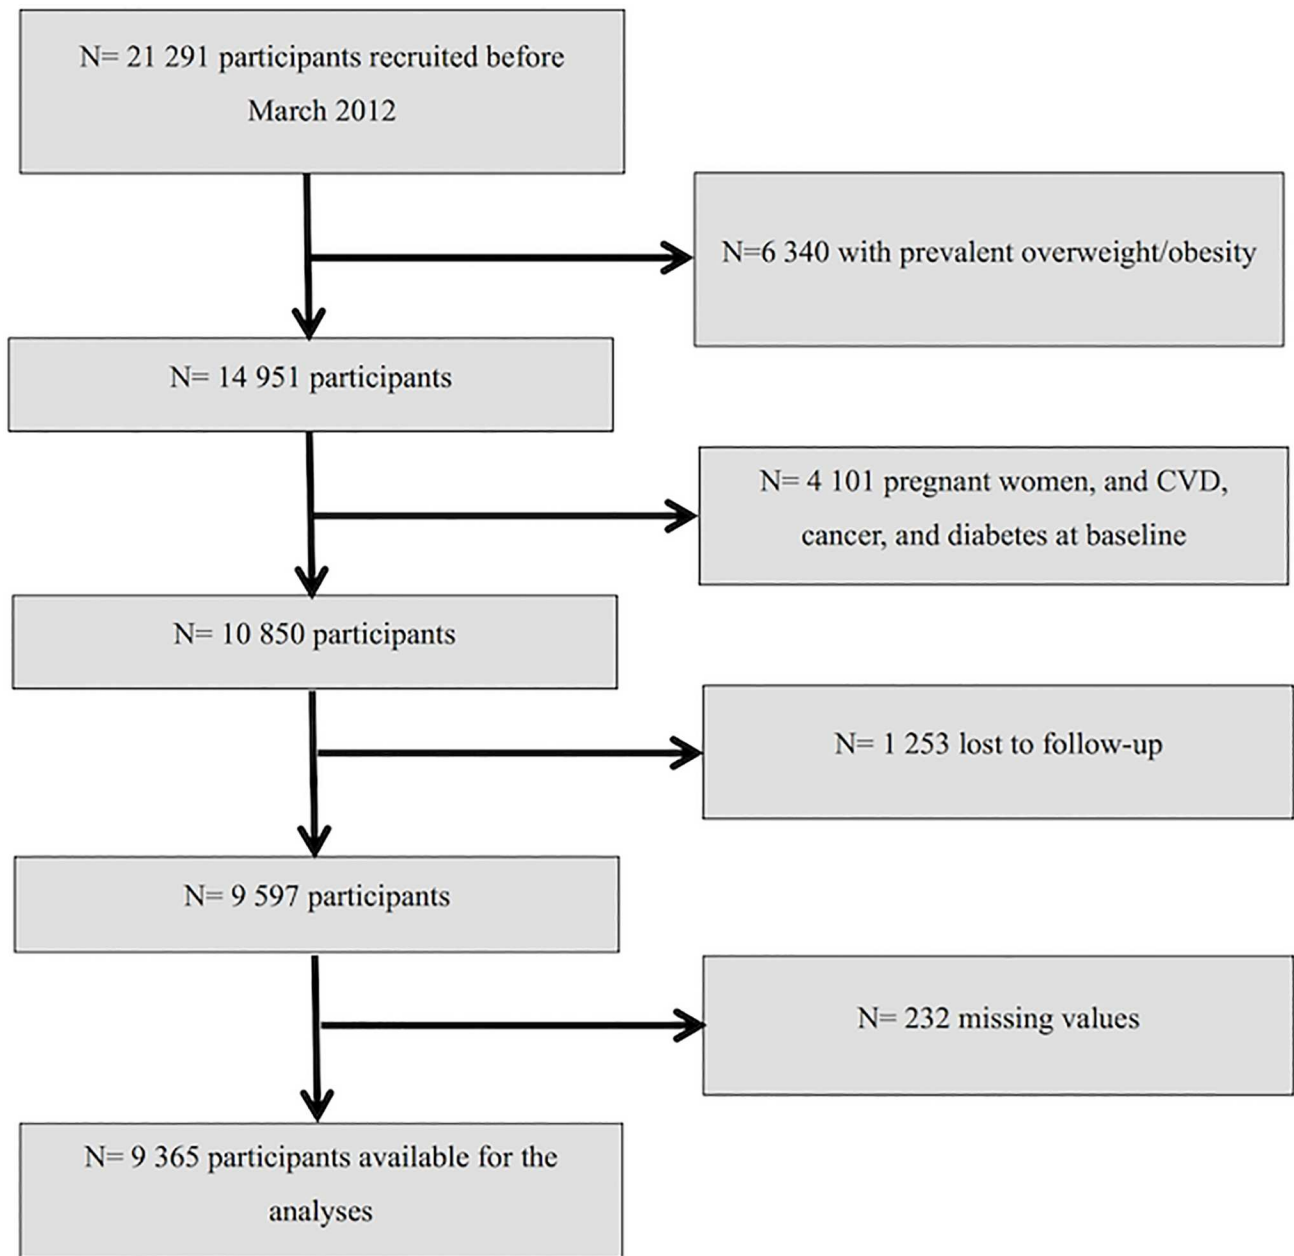 N= 21 291 participants recruited before
March 2012
N=6 340 with prevalent overweight/obesity
N= 14 951 participants
N= 4 101 pregnant women, and CVD,
cancer, and diabetes at baseline
N= 10 850 participants
N= 1 253 lost to follow-up
N= 9 597 participants
N= 232 missing values
N= 9 365 participants available for the
analyses